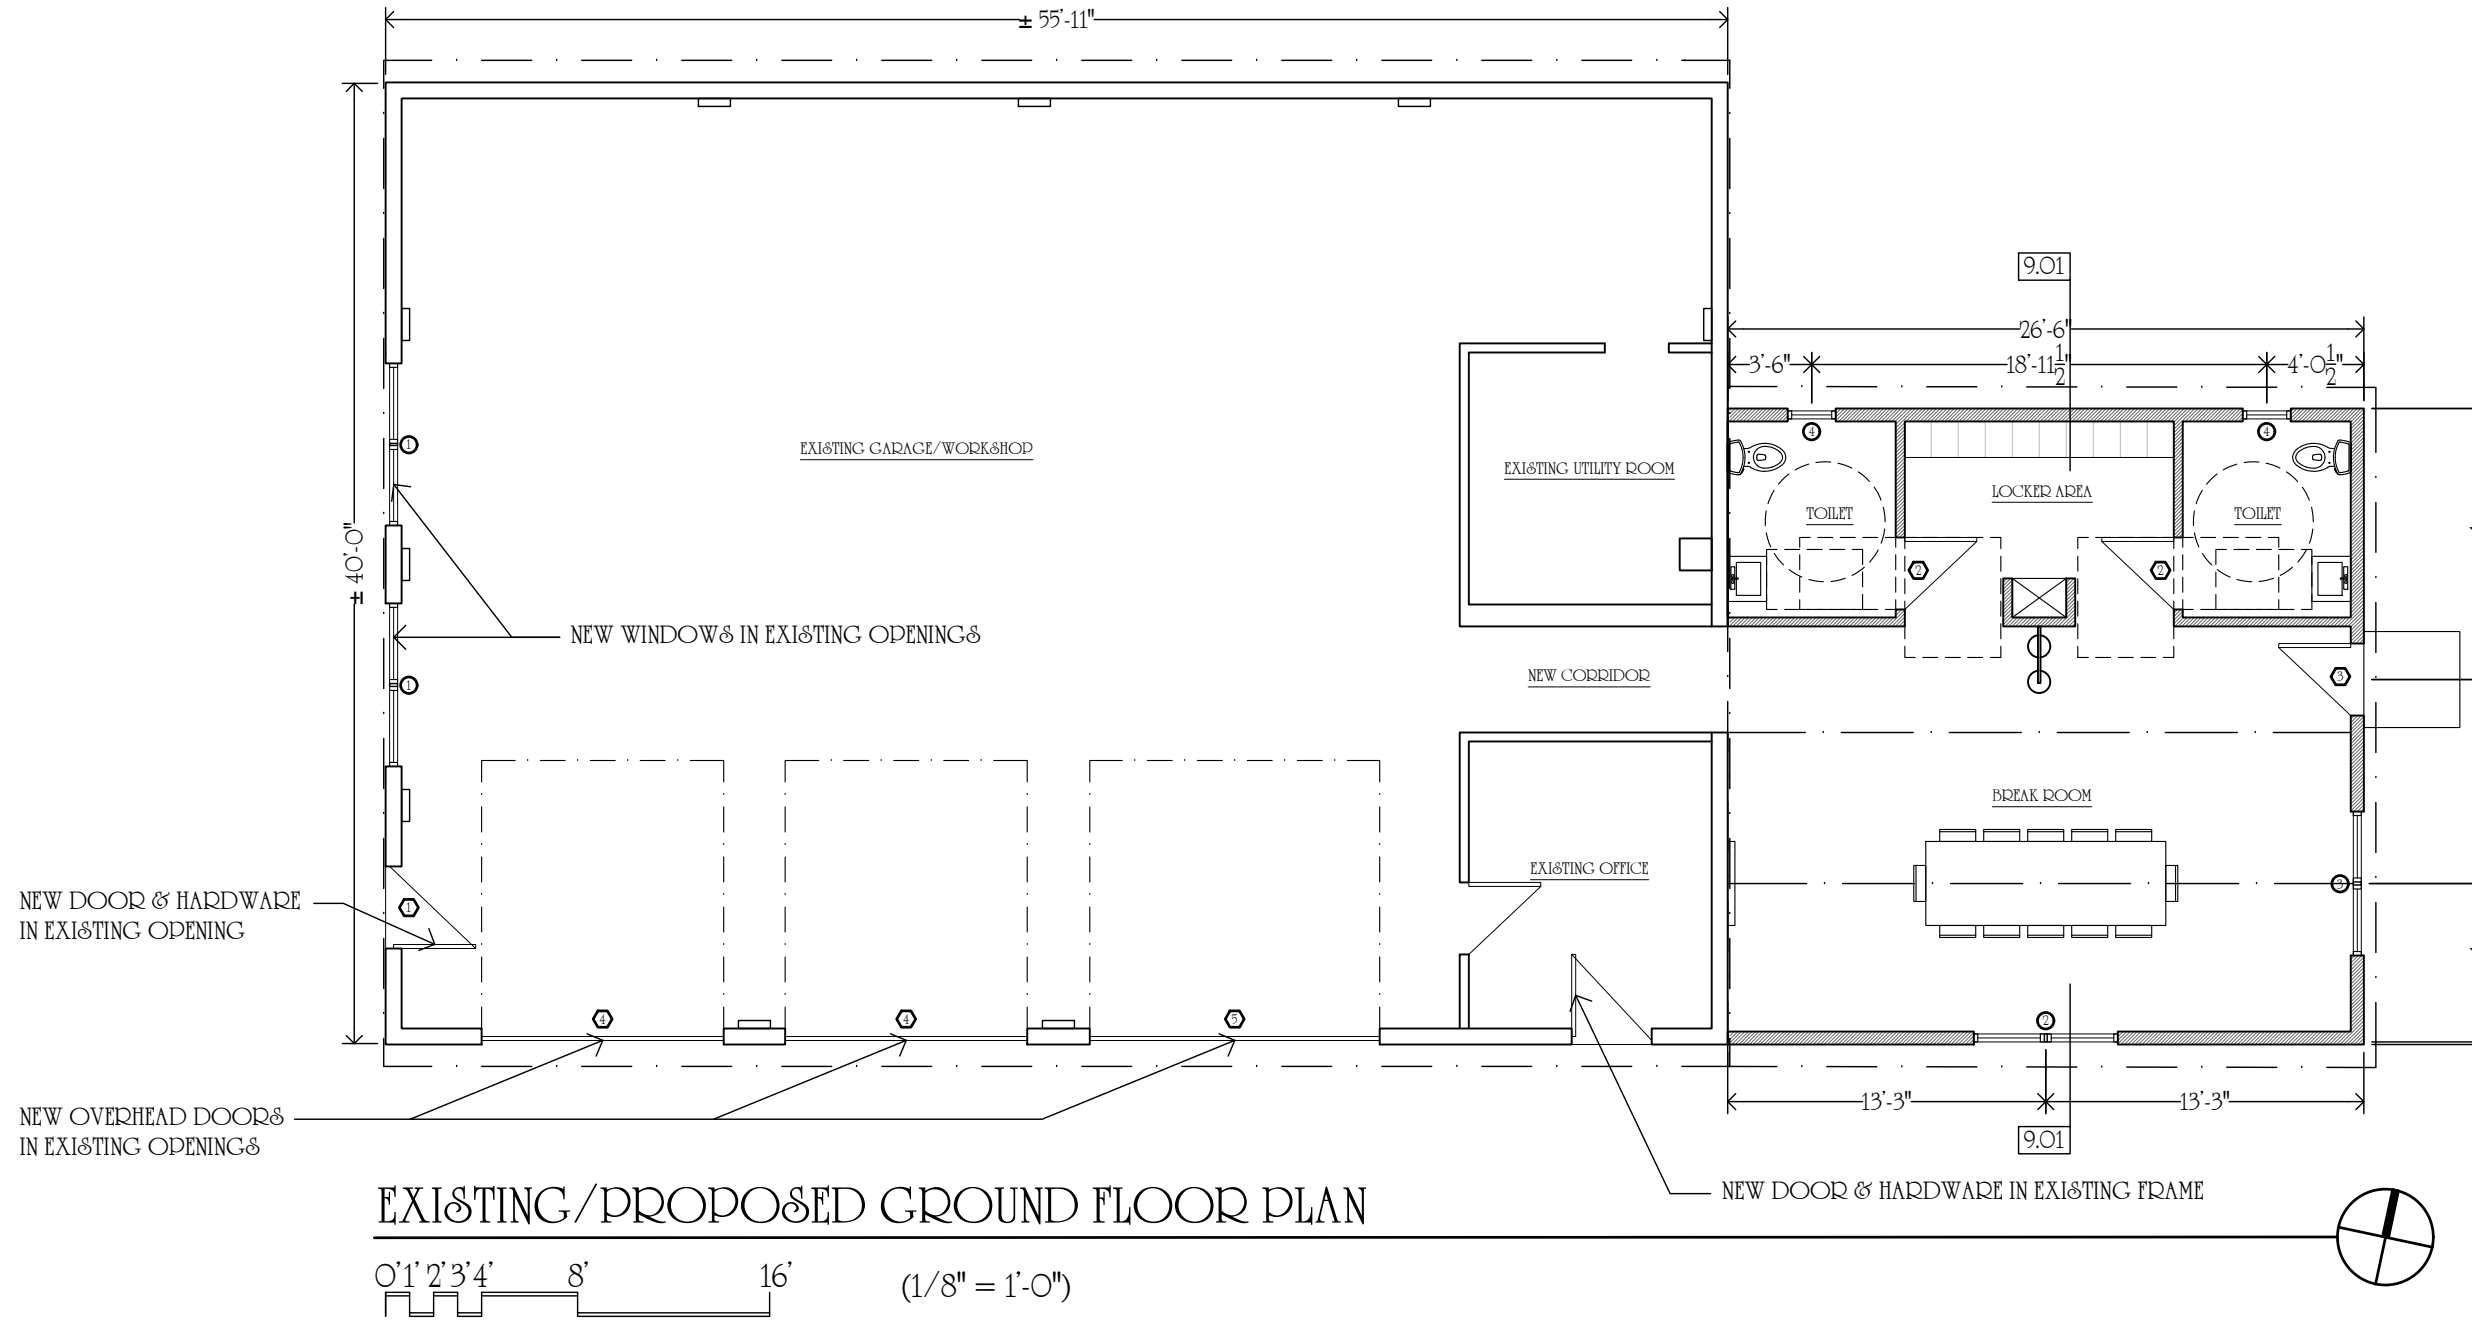 ± 55'-11"
9.01
26'-6"
3'-6"
18'-11 1/2"
4'-0 1/2"
4
4
EXISTING GARAGE/WORKSHOP
1
EXISTING UTILITY ROOM
LOCKER AREA
TOILET
TOILET
± 40'-0"
2
2
NEW WINDOWS IN EXISTING OPENINGS
NEW CORRIDOR
3
1
BREAK ROOM
EXISTING OFFICE
3
NEW DOOR & HARDWARE
IN EXISTING OPENING
1
4
4
5
2
NEW OVERHEAD DOORS
IN EXISTING OPENINGS
13'-3"
13'-3"
9.01
NEW DOOR & HARDWARE IN EXISTING FRAME
EXISTING/PROPOSED GROUND FLOOR PLAN
0' 1' 2' 3' 4' 8' 16'
(1/8" = 1'-0")